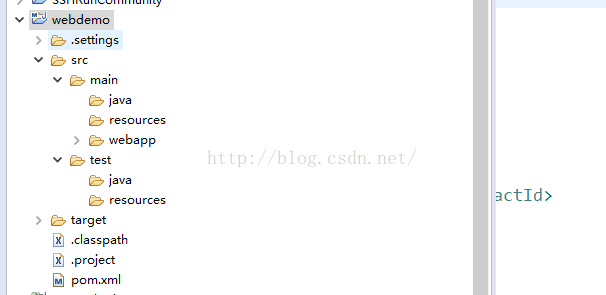 SSHRunCommunity
webdemo
.settings
src
main
java
resources
webapp
test
java
resources
target
.classpath
.project
pom.xml
http://blog.csdn.net/
actId>